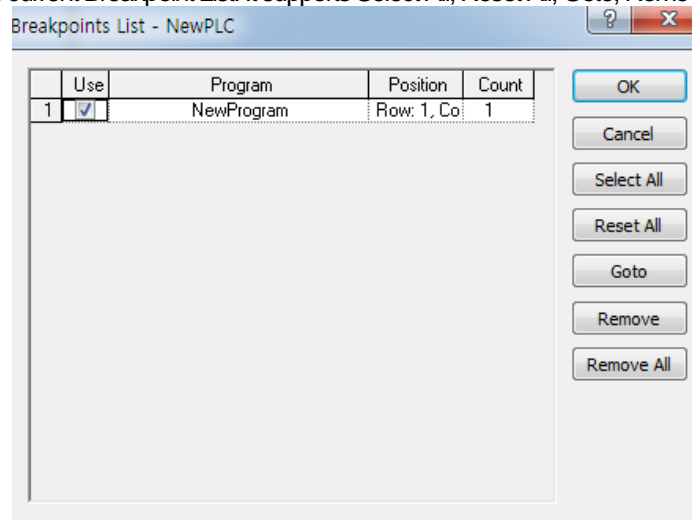 current Breakpoint List. It supports Select All, Reset All, Goto, Remo
Breakpoints List - NewPLC
Use Program Position Count
1 NewProgram Row: 1, Co 1
OK
Cancel
Select All
Reset All
Goto
Remove
Remove All